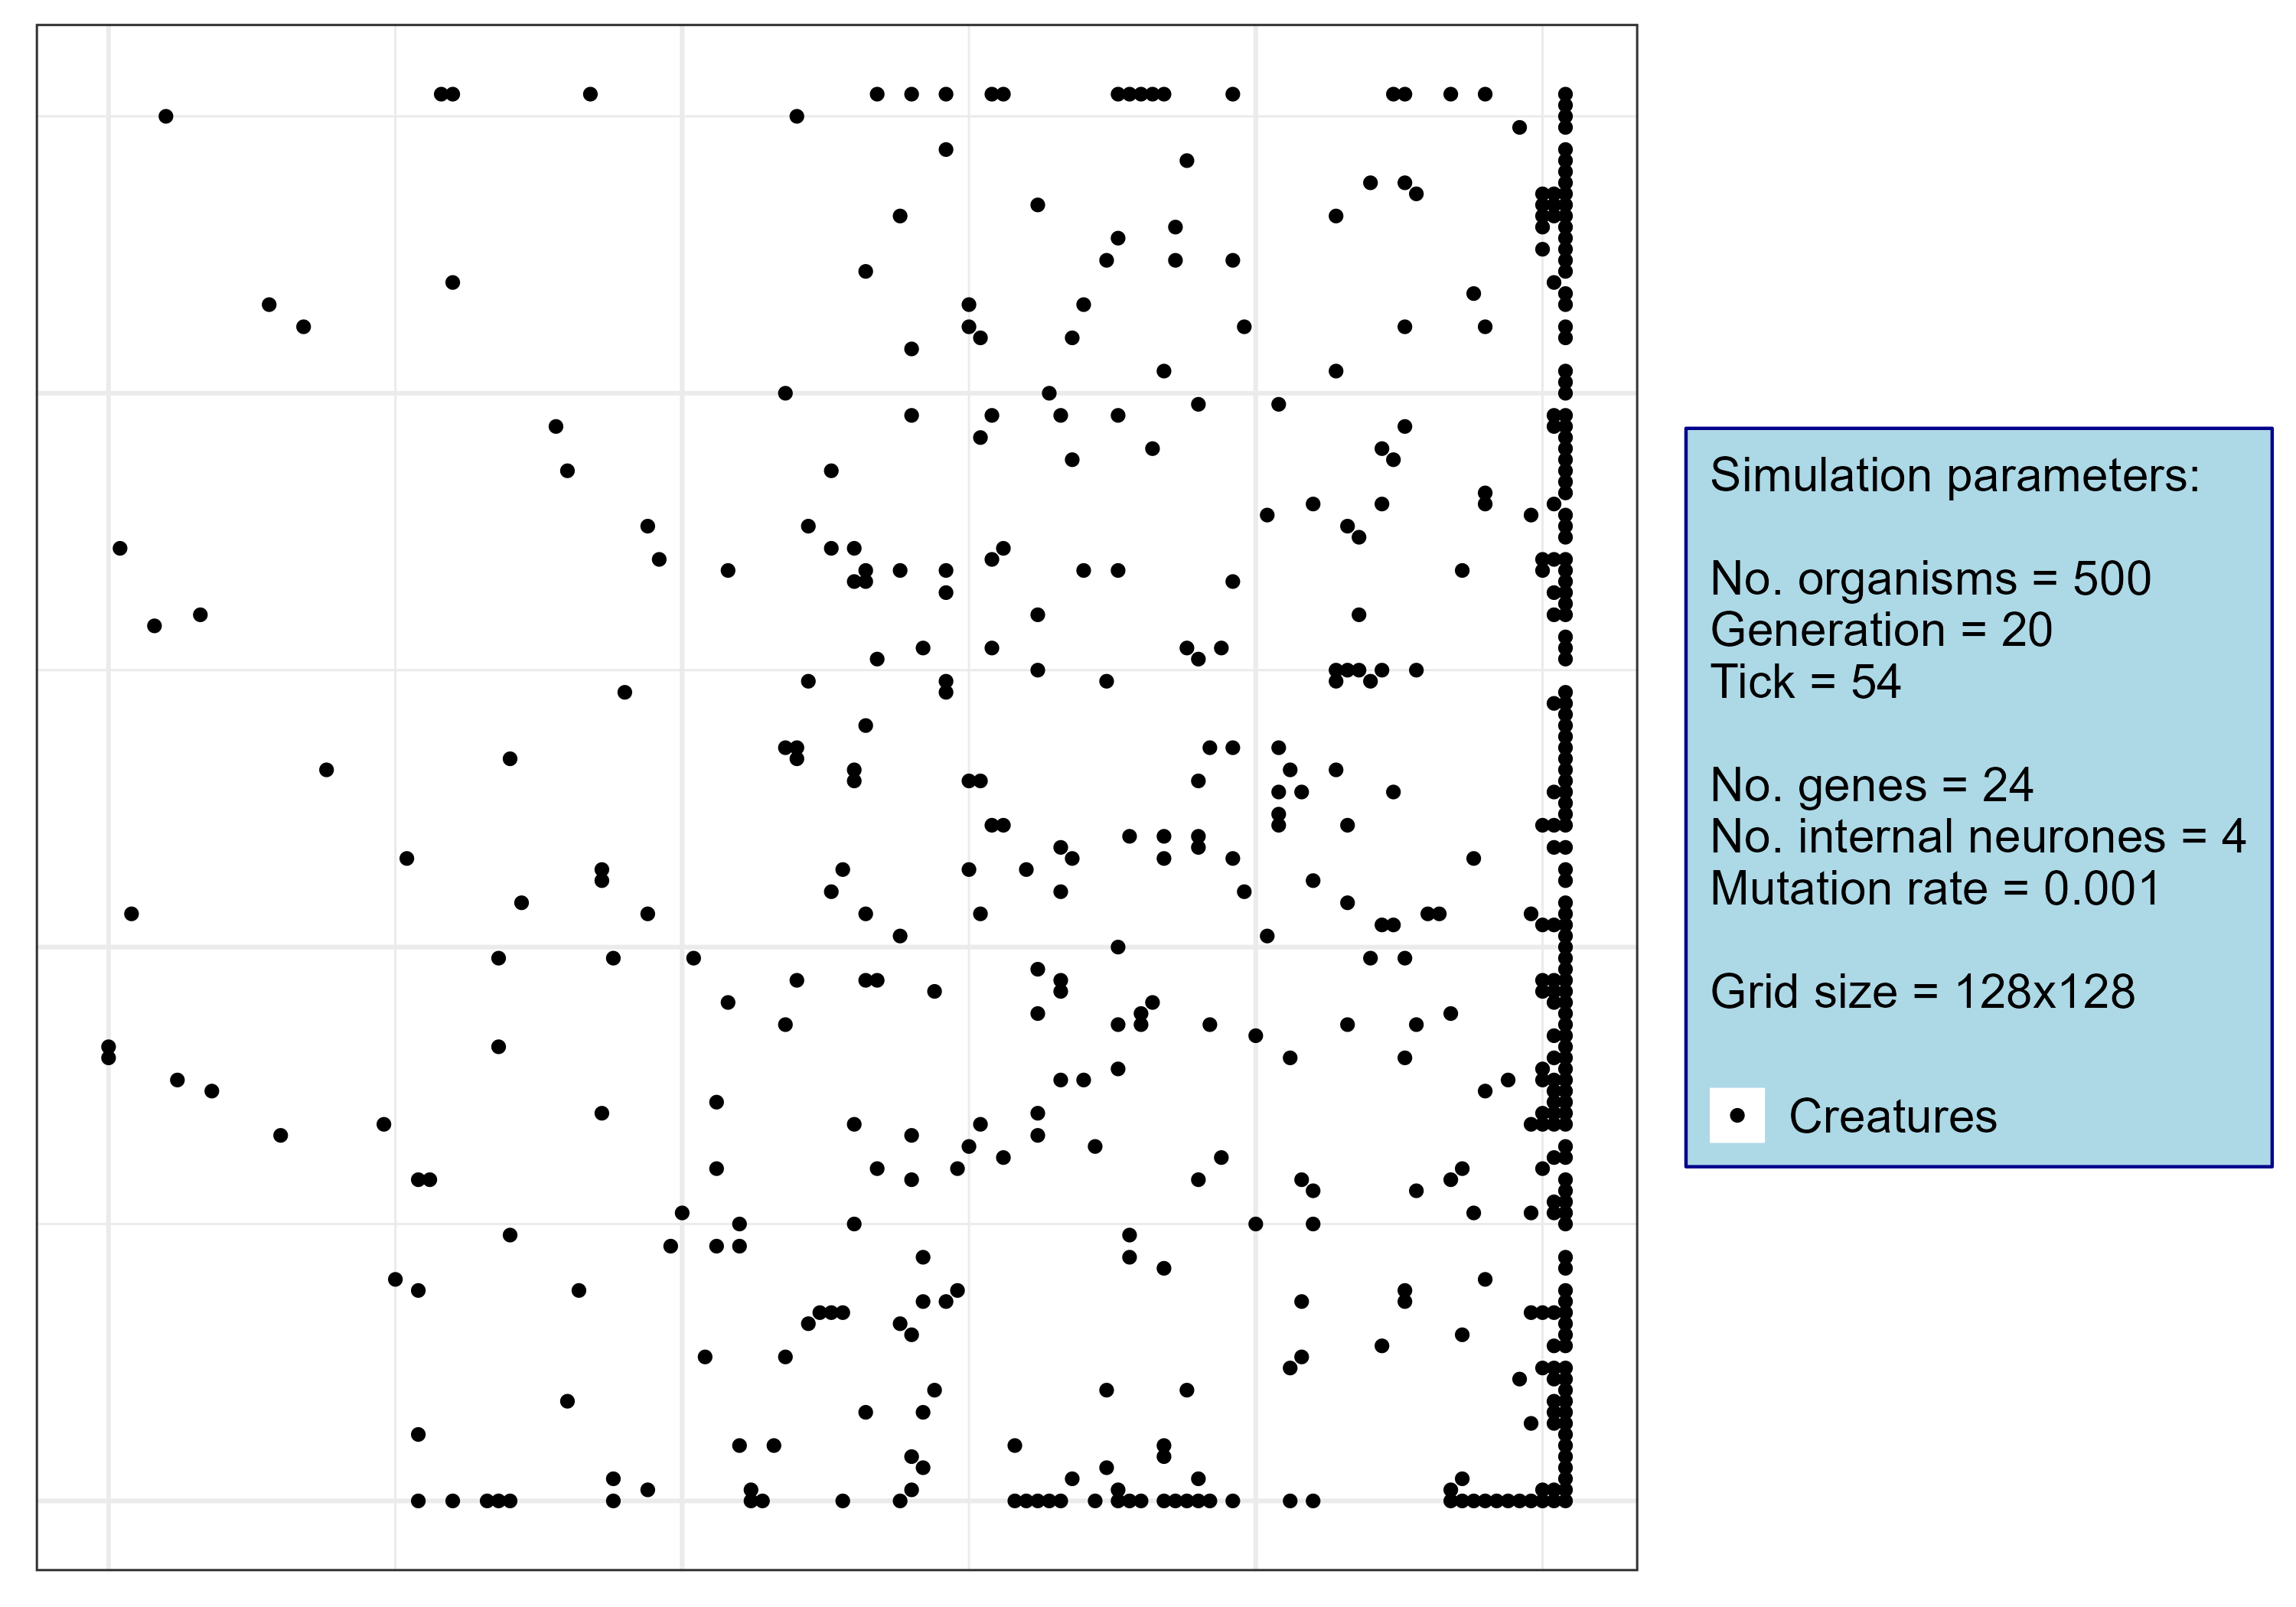 Simulation parameters:
No. organisms = 500
Generation = 20
Tick = 54
No. genes = 24
No. internal neurones = 4
Mutation rate = 0.001
Grid size = 128x128
Creatures